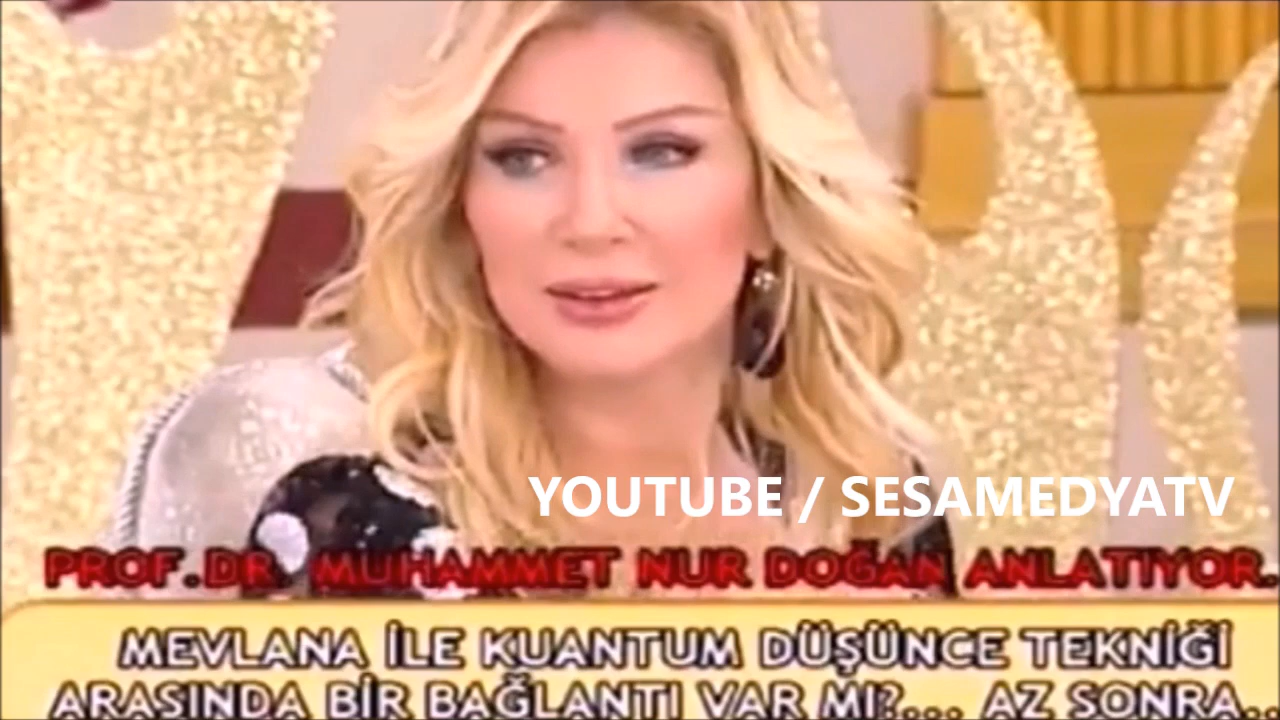 YOUTUBE / SESAMEDYATV
PROF.DR. MUHAMMET NUR DOĞAN ANLATIYOR.
MEVLANA İLE KUANTUM DÜŞÜNCE TEKNİĞİ
ARASINDA BİR BAĞLANTI VAR MI?... AZ SONRA...